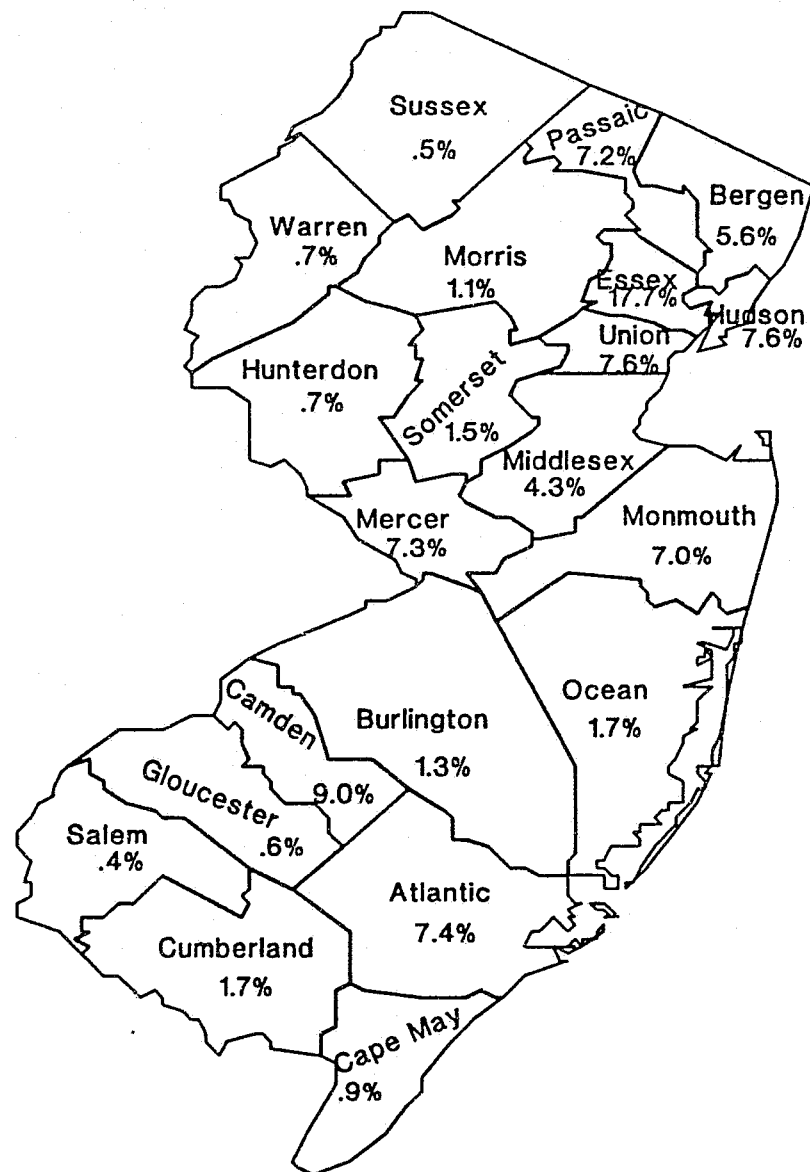 Sussex
.5%
Passaic
7.2%
Bergen
5.6%
Warren
.7%
Morris
1.1%
Essex
17.7%
Hudson
7.6%
Union
7.6%
Hunterdon
.7%
Somerset
1.5%
Middlesex
4.3%
Mercer
7.3%
Monmouth
7.0%
Ocean
1.7%
Camden
9.0%
Burlington
1.3%
Gloucester
.6%
Salem
.4%
Atlantic
7.4%
Cumberland
1.7%
Cape May
.9%